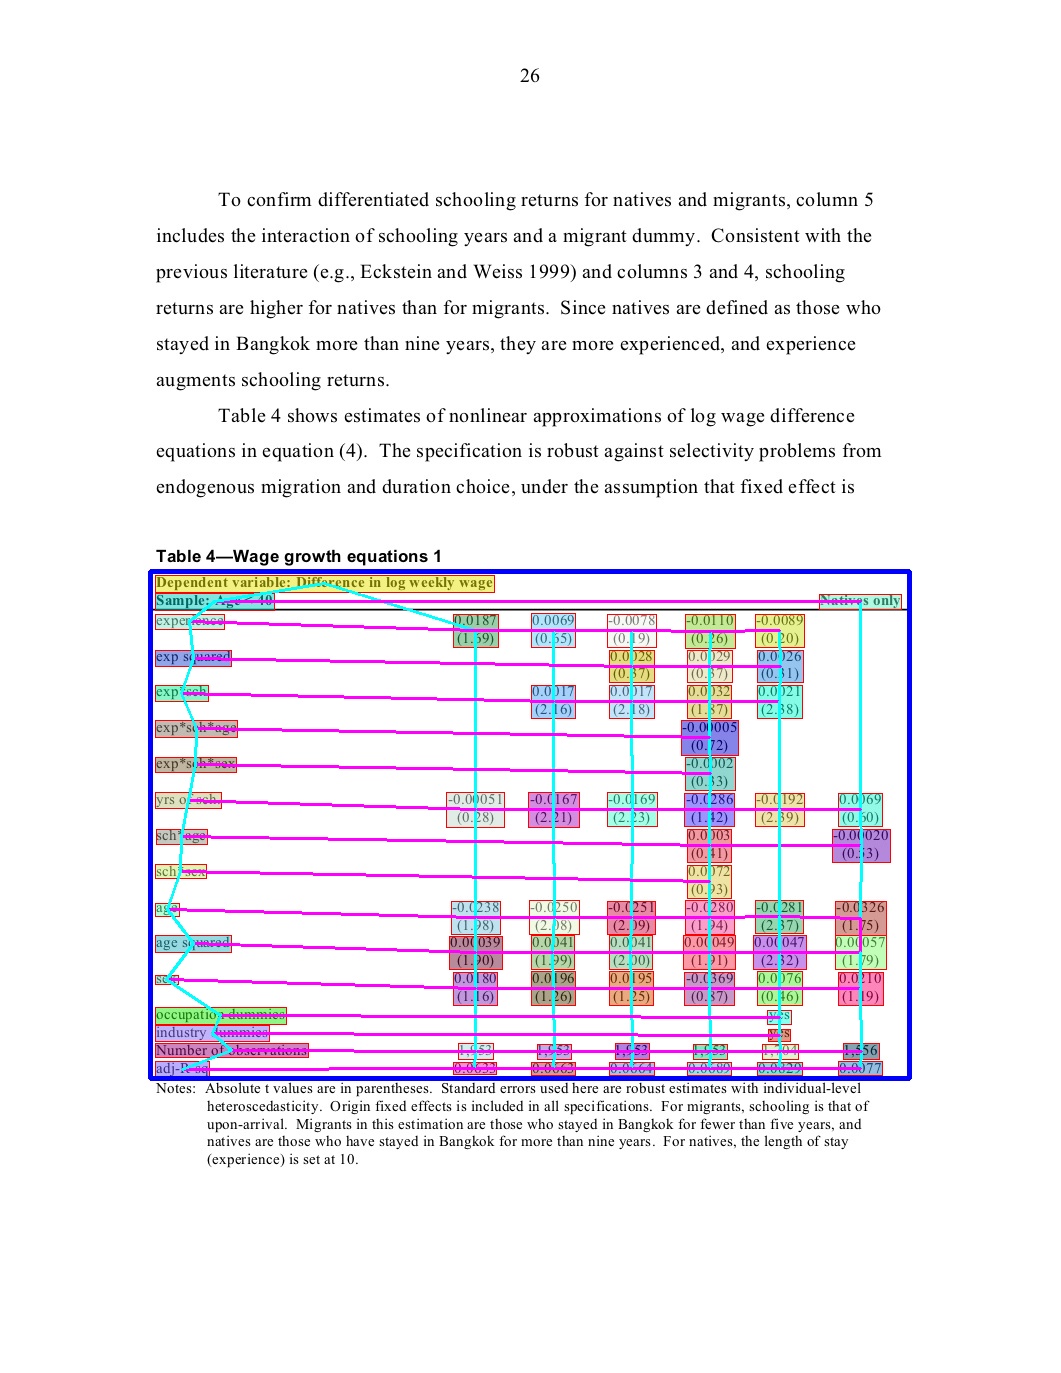 26
To confirm differentiated schooling returns for natives and migrants, column 5
includes the interaction of schooling years and a migrant dummy. Consistent with the
previous literature (e.g., Eckstein and Weiss 1999) and columns 3 and 4, schooling
returns are higher for natives than for migrants. Since natives are defined as those who
stayed in Bangkok more than nine years, they are more experienced, and experience
augments schooling returns.
Table 4 shows estimates of nonlinear approximations of log wage difference
equations in equation (4). The specification is robust against selectivity problems from
endogenous migration and duration choice, under the assumption that fixed effect is
Table 4—Wage growth equations 1
Dependent variable: Difference in log weekly wage
Sample: Age < 40 Natives only
experience 0.0187 0.0069 -0.0078 -0.0110 -0.0089
(1.59) (0.55) (0.19) (0.26) (0.20)
exp squared 0.0028 0.0029 0.0026
(0.37) (0.37) (0.31)
exp*sch 0.0017 0.0017 0.0032 0.0021
(2.16) (2.18) (1.87) (2.38)
exp*sch*age -0.00005
(0.72)
exp*sch*sex -0.0002
(0.33)
yrs of sch. -0.00051 -0.0167 -0.0169 -0.0286 -0.0192 0.0069
(0.28) (2.21) (2.23) (1.42) (2.39) (0.60)
sch*age 0.0003 -0.00020
(0.41) (0.53)
sch*sex 0.0072
(0.93)
age -0.0238 -0.0250 -0.0251 -0.0280 -0.0281 -0.0326
(1.98) (2.08) (2.09) (1.94) (2.37) (1.75)
age squared 0.00039 0.0041 0.0041 0.00049 0.00047 0.00057
(1.90) (1.99) (2.00) (1.91) (2.32) (1.79)
sex 0.0180 0.0196 0.0195 -0.0369 0.0076 0.0210
(1.16) (1.26) (1.25) (0.87) (0.46) (1.19)
occupation dummies yes
industry dummies yes
Number of observations 1,953 1,953 1,953 1,953 1,704 1,556
adj-R-sq 0.0077
Notes: Absolute t values are in parentheses. Standard errors used here are robust estimates with individual-level
heteroscedasticity. Origin fixed effects is included in all specifications. For migrants, schooling is that of
upon-arrival. Migrants in this estimation are those who stayed in Bangkok for fewer than five years, and
natives are those who have stayed in Bangkok for more than nine years. For natives, the length of stay
(experience) is set at 10.